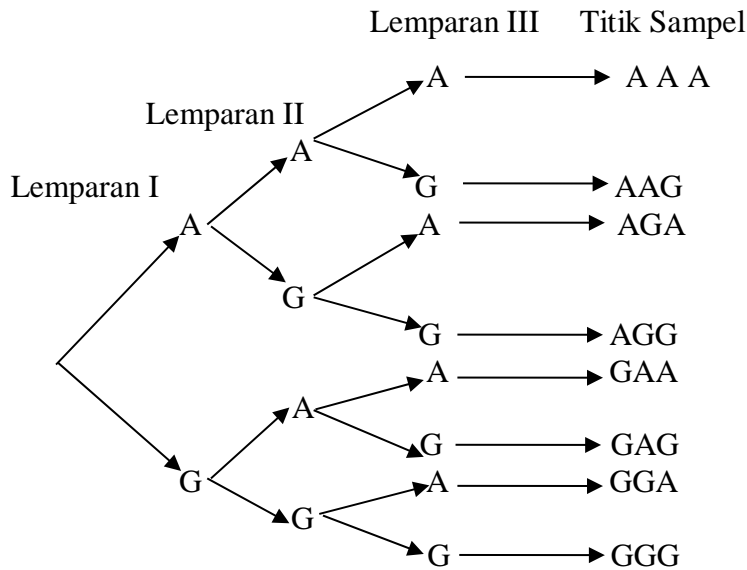 Lemparan III Titik Sampel
A A A A
Lemparan II
A
Lemparan I
G AAG
A A AGA
G
G AGG
A GAA
A
G GAG
G A GGA
G
G GGG